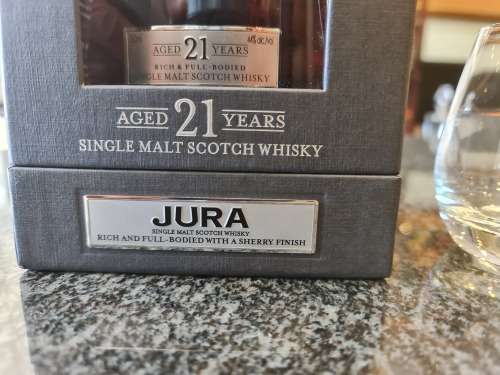 AGED 21 YEARS
RICH & FULL-BODIED
SINGLE MALT SCOTCH WHISKY
AGED 21 YEARS
SINGLE MALT SCOTCH WHISKY
JURA
SINGLE MALT SCOTCH WHISKY
RICH AND FULL-BODIED WITH A SHERRY FINISH